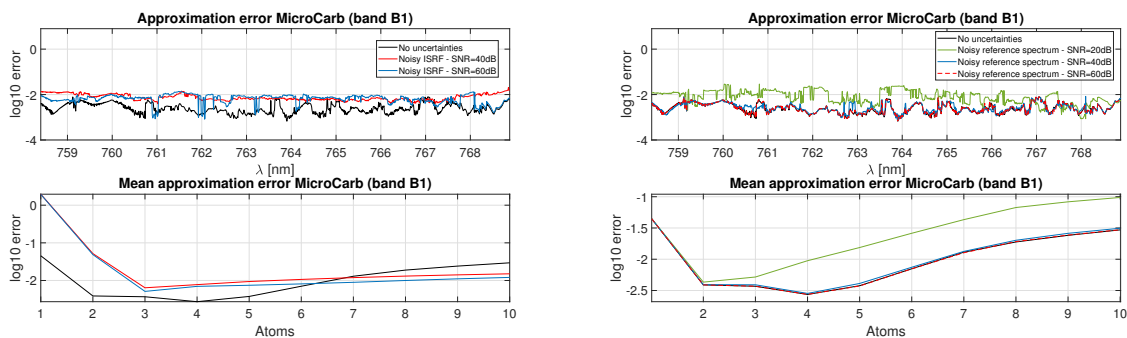 Approximation error MicroCarb (band B1)
log10 error
0
-2
-4
No uncertainties
Noisy ISRF - SNR=40dB
Noisy ISRF - SNR=60dB
759 760 761 762 763 764 765 766 767 768
λ [nm]
Mean approximation error MicroCarb (band B1)
log10 error
0
-1
-2
1 2 3 4 5 6 7 8 9 10
Atoms
Approximation error MicroCarb (band B1)
log10 error
0
-2
-4
No uncertainties
Noisy reference spectrum - SNR=20dB
Noisy reference spectrum - SNR=40dB
Noisy reference spectrum - SNR=60dB
759 760 761 762 763 764 765 766 767 768
λ [nm]
Mean approximation error MicroCarb (band B1)
log10 error
-1
-1.5
-2
-2.5
2 3 4 5 6 7 8 9 10
Atoms